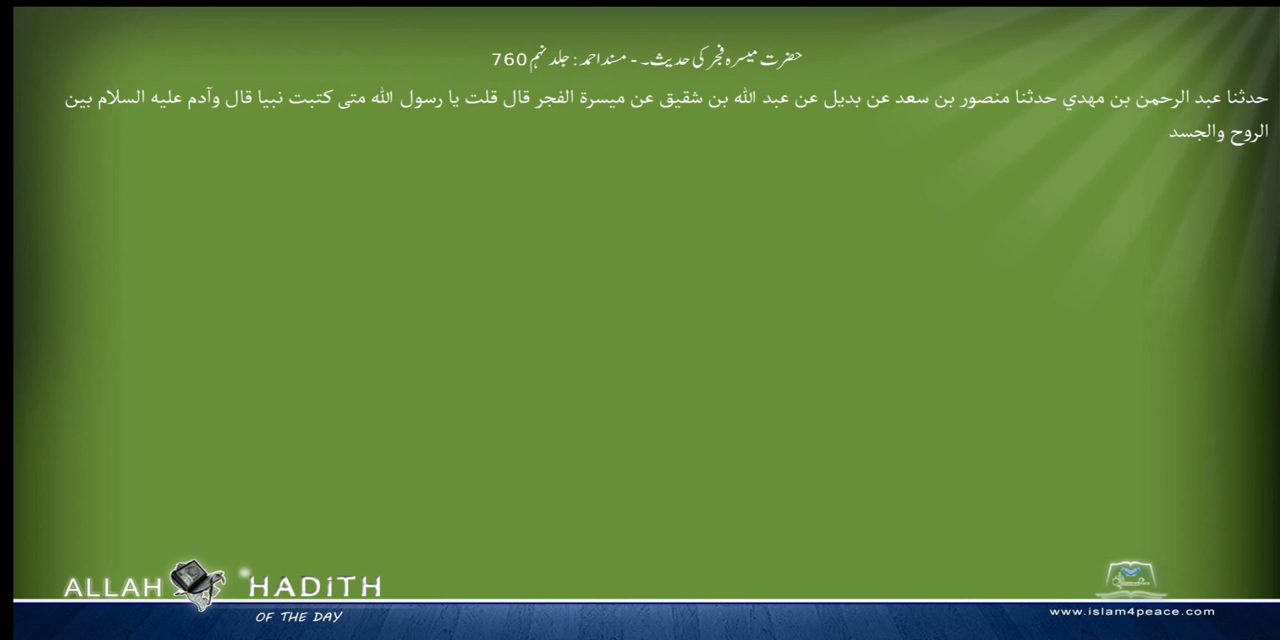 حضرت میسرہ فجر کی حدیث۔ - مسند احمد : جلد نہم 760
حدثنا عبد الرحمن بن مهدي حدثنا منصور بن سعد عن بديل عن عبد الله بن شقيق عن ميسرة الفجر قال قلت يا رسول الله متى كتبت نبيا قال وآدم عليه السلام بين
الروح والجسد
ALLAH HADITH
OF THE DAY
www.islam4peace.com